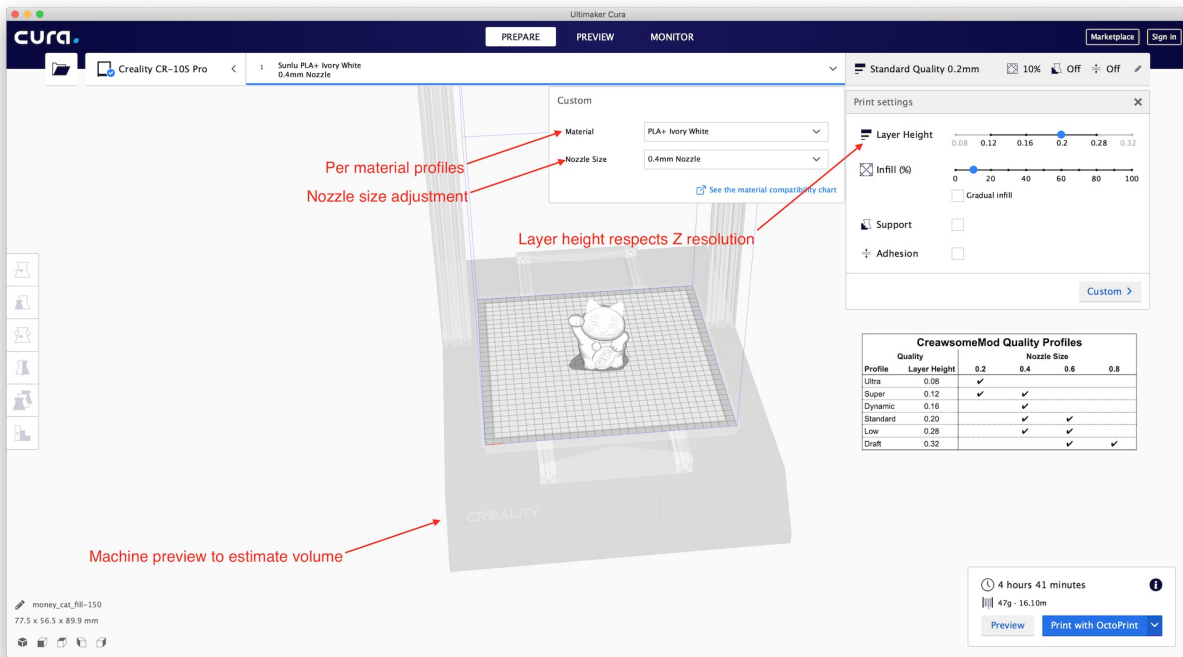 Ultimaker Cura
cura.
PREPARE PREVIEW MONITOR
Marketplace Sign in
Creality CR-10S Pro
1 Sunlu PLA+ Ivory White
0.4mm Nozzle
Standard Quality 0.2mm 10% Off Off
Custom
Material PLA+ Ivory White
Nozzle Size 0.4mm Nozzle
See the material compatibility chart
Print settings
Layer Height
0.08 0.12 0.16 0.2 0.28 0.32
Infill (%)
0 20 40 60 80 100
Gradual infill
Support
Adhesion
Custom >
Per material profiles
Nozzle size adjustment
Layer height respects Z resolution
CreawsomeMod Quality Profiles
Quality Nozzle Size
Profile Layer Height 0.2 0.4 0.6 0.8
Ultra 0.08 ✔
Super 0.12 ✔ ✔
Dynamic 0.16 ✔
Standard 0.20 ✔ ✔
Low 0.28 ✔ ✔
Draft 0.32 ✔ ✔
CREALITY
Machine preview to estimate volume
money_cat_fill-150
77.5 x 56.5 x 89.9 mm
4 hours 41 minutes
47g · 16.10m
Preview Print with OctoPrint